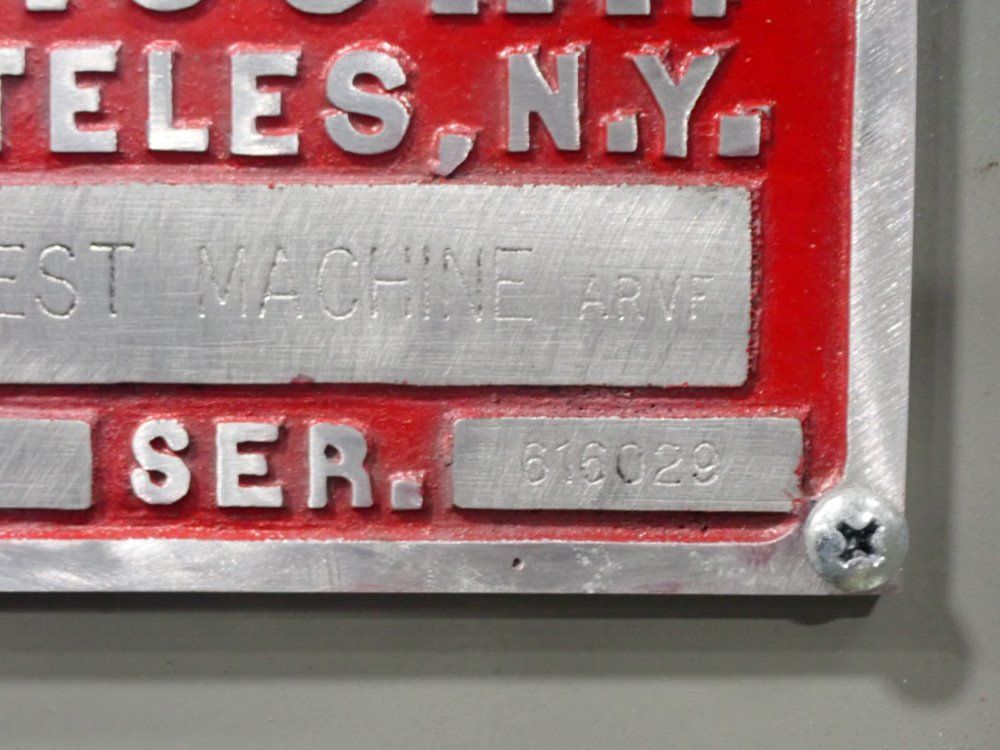 TELES, N.Y.
EST MACHINE ARVF
SER. 616029